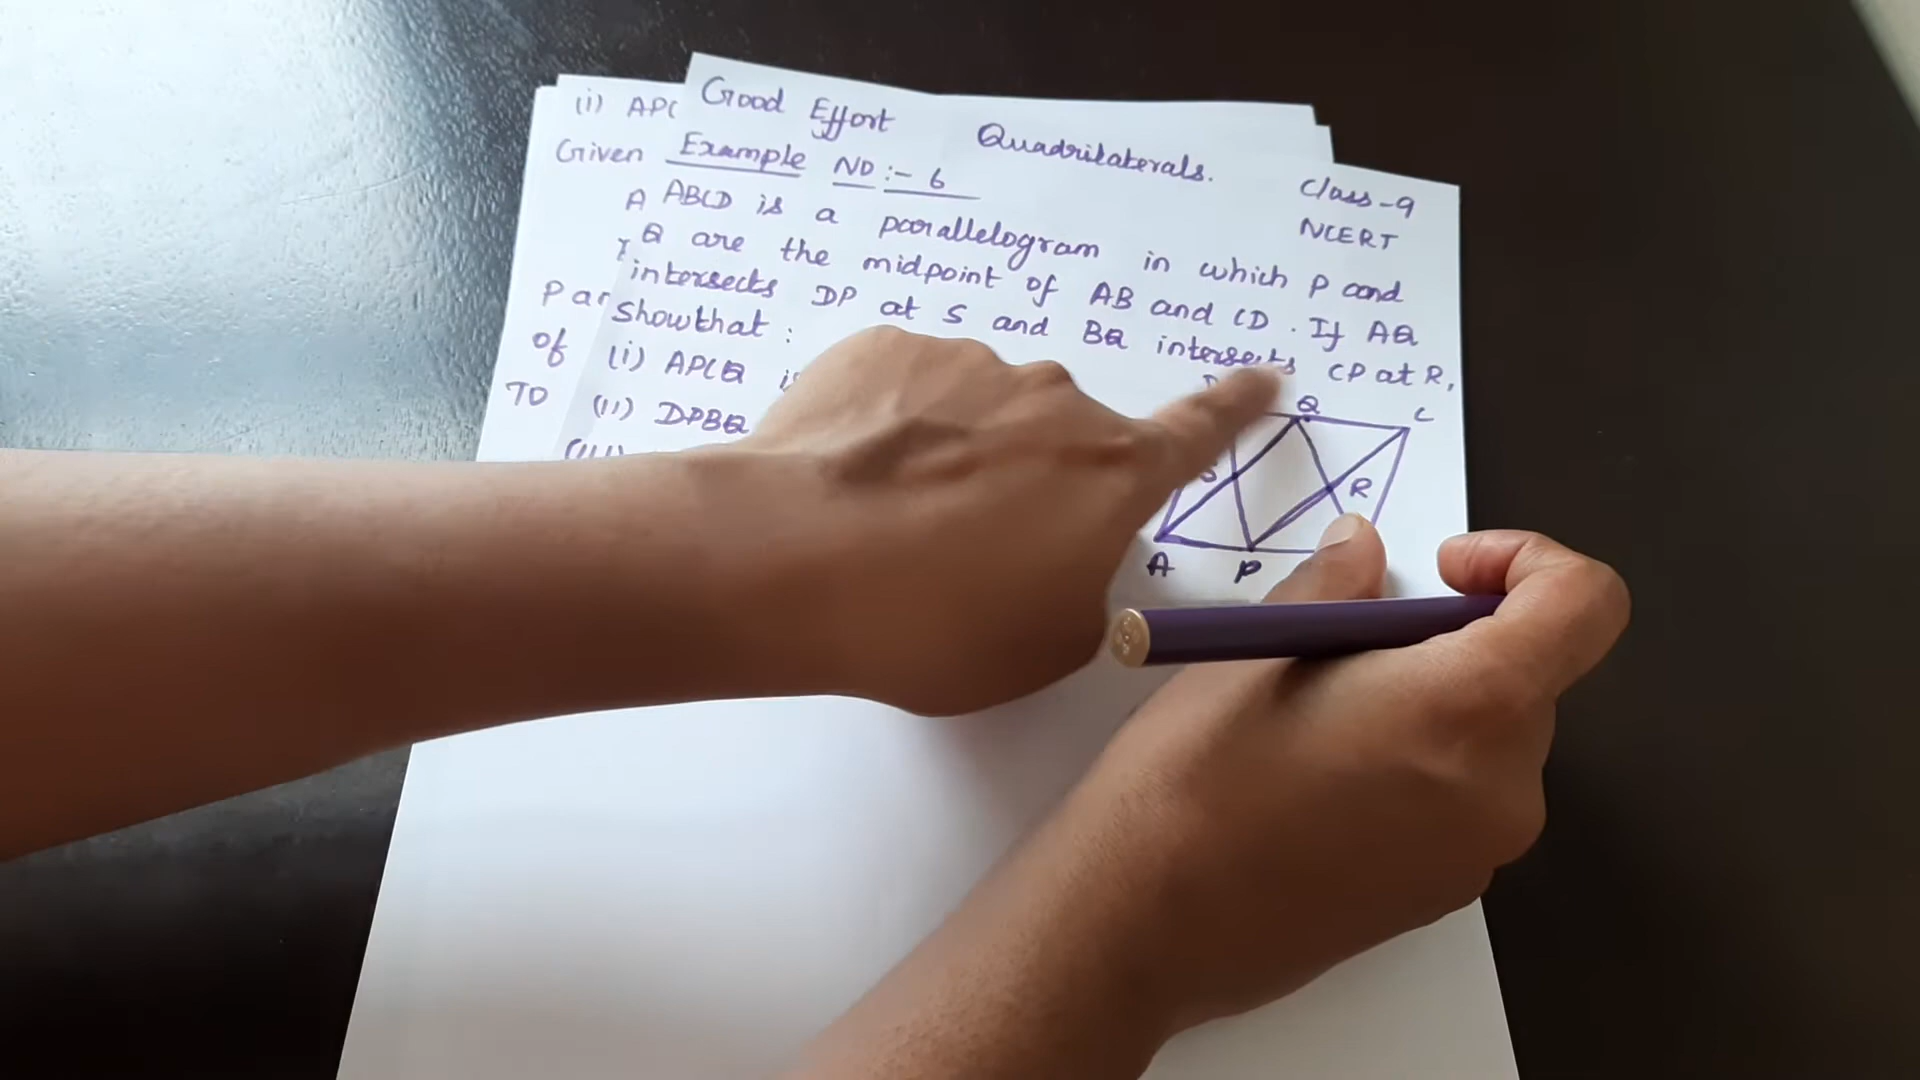 Good Effort
Quadrilaterals.
Class-9
NCERT
Example NO:- 6
ABCD is a parallelogram in which P and
Q are the midpoint of AB and CD. If AQ
intersects DP at S and BQ intersects CP at R,
Show that:
(i) APCQ
(ii) DPBQ
(iii)
(i) APC
Given
A
Par
of
TO
D
Q
C
S
R
A
P